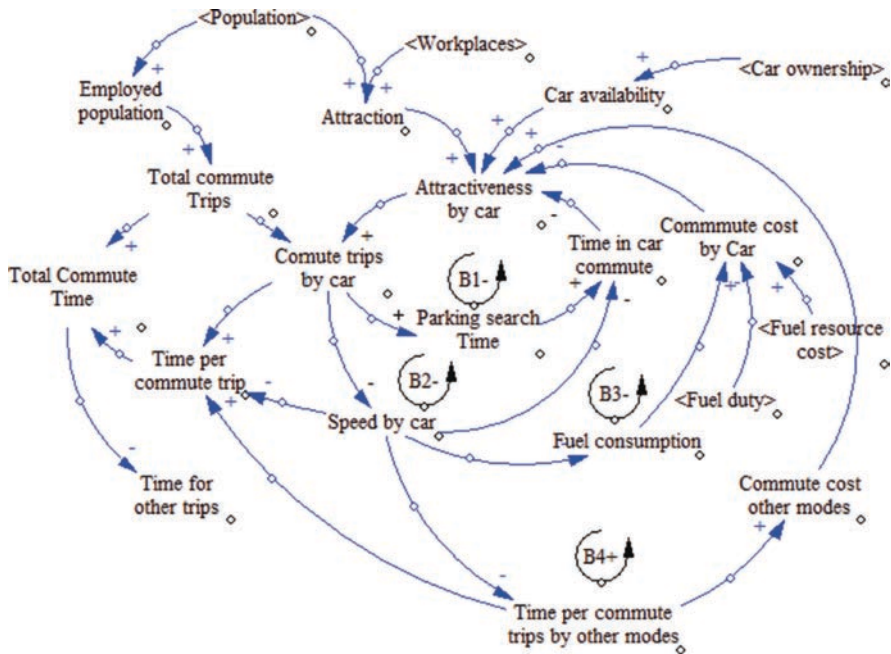 <Population>
<Workplaces>
<Car ownership>
Employed
population
Attraction
Car availability
Total commute
Trips
Attractiveness
by car
Total Commute
Time
Comute trips
by car
Time in car
commute
Commmute cost
by Car
B1-
Parking search
Time
<Fuel resource
cost>
Time per
commute trip
B2-
B3-
<Fuel duty>
Speed by car
Fuel consumption
Time for
other trips
Commute cost
other modes
B4+
Time per commute
trips by other modes